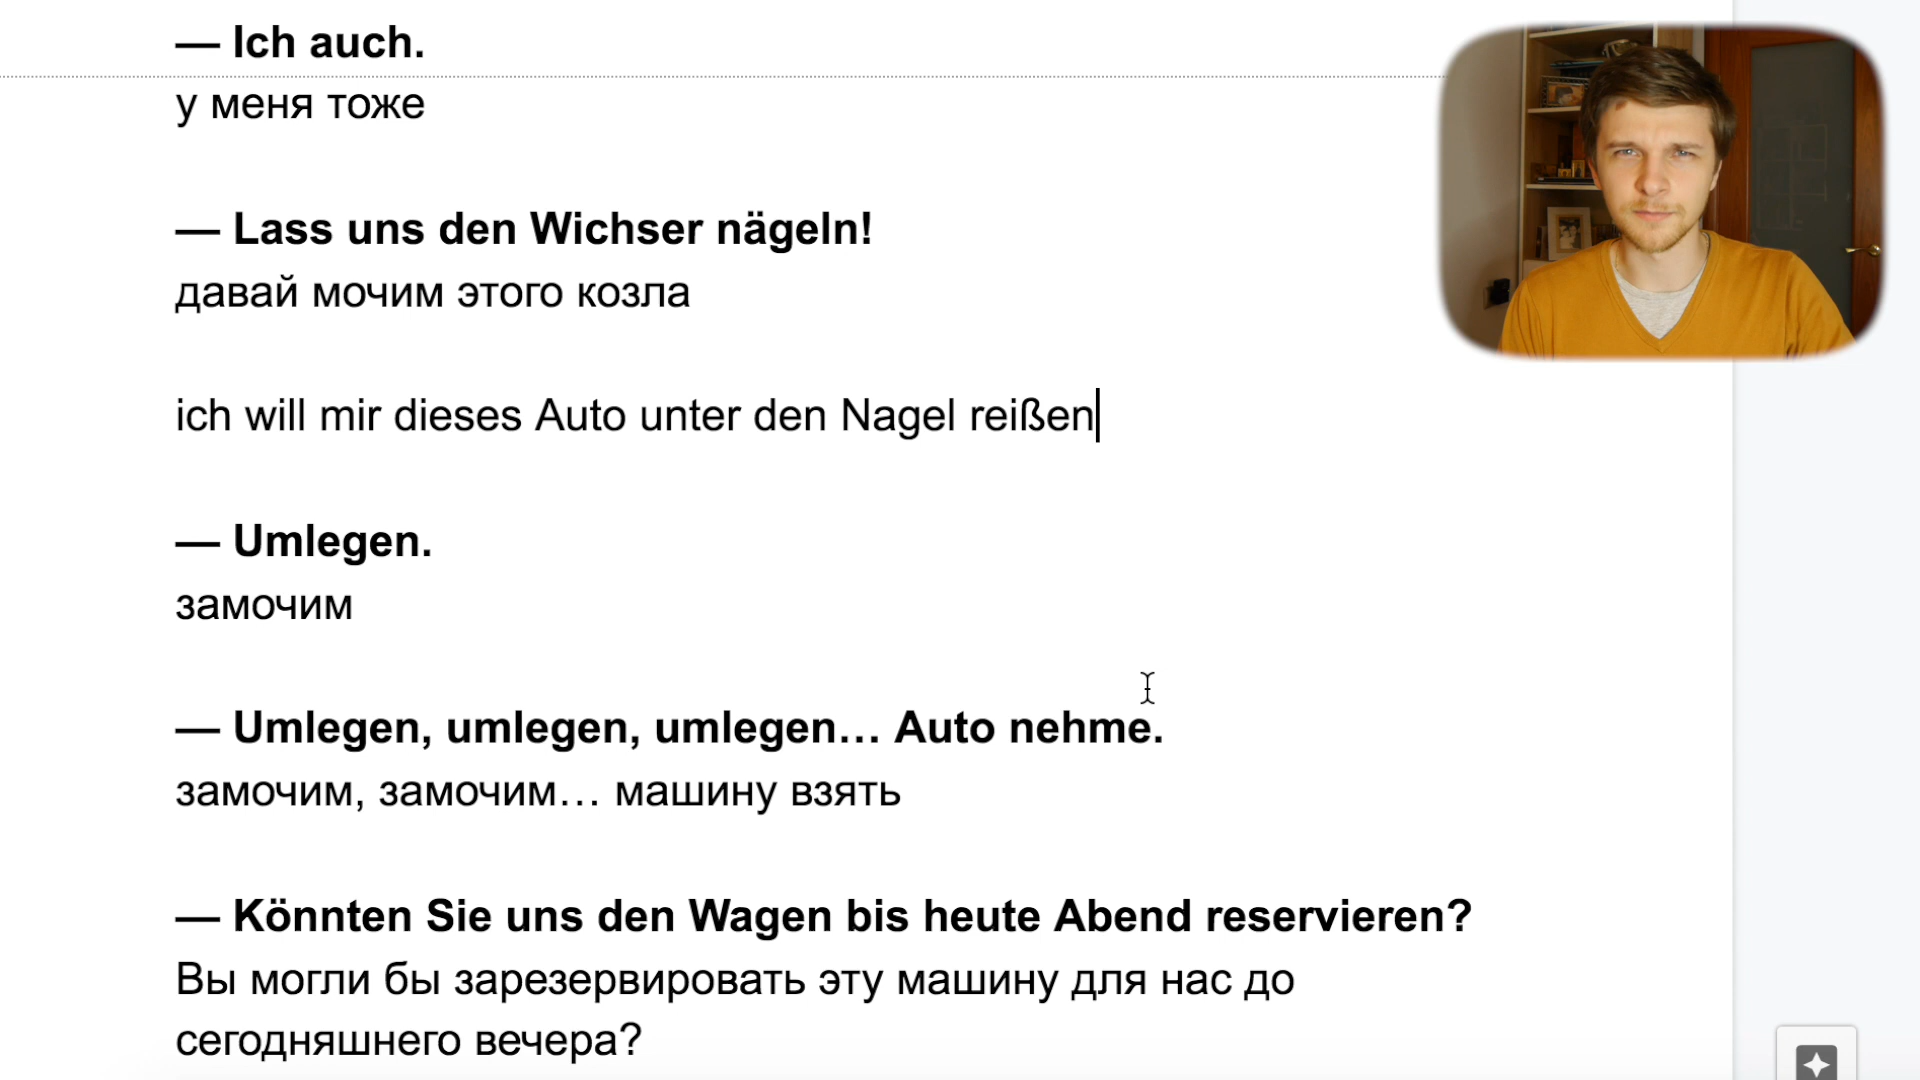 — Ich auch.
у меня тоже
— Lass uns den Wichser nägeln!
давай мочим этого козла
ich will mir dieses Auto unter den Nagel reißen
— Umlegen.
замочим
— Umlegen, umlegen, umlegen… Auto nehme.
замочим, замочим… машину взять
— Könnten Sie uns den Wagen bis heute Abend reservieren?
Вы могли бы зарезервировать эту машину для нас до
сегодняшнего вечера?